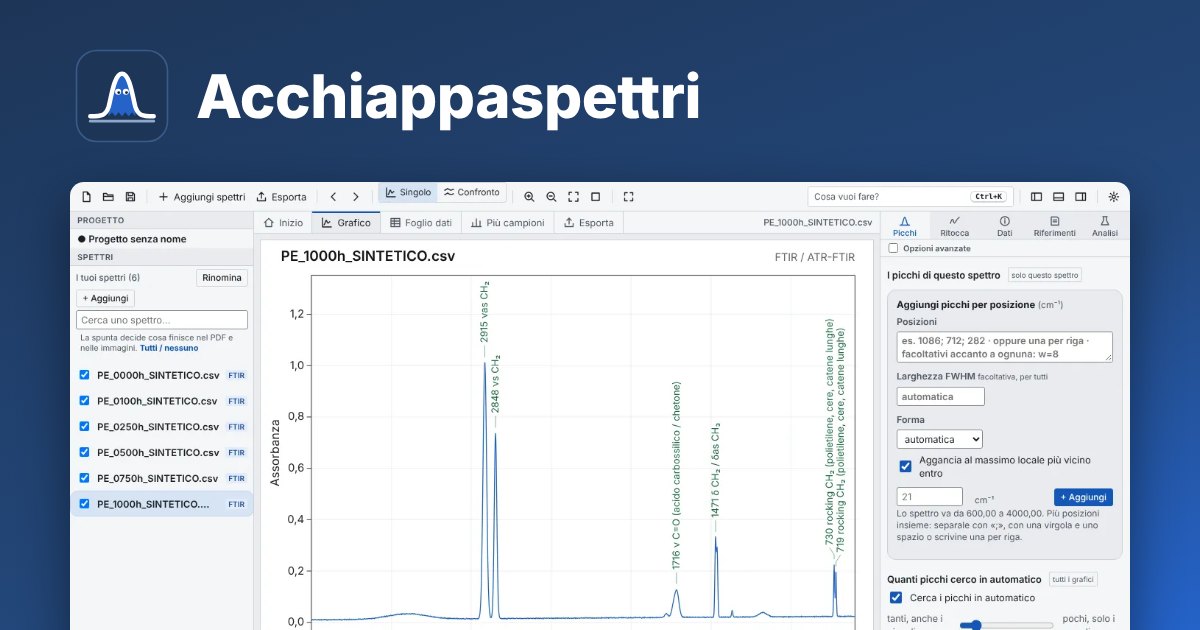 Acchiappaspettri
Aggiungi spettri
Esporta
Singolo
Confronto
Cosa vuoi fare?
Ctrl+K
PROGETTO
Progetto senza nome
SPETTRI
I tuoi spettri (6)
Rinomina
+ Aggiungi
Cerca uno spettro...
La spunta decide cosa finisce nel PDF e
nelle immagini. Tutti / nessuno
PE_0000h_SINTETICO.csv FTIR
PE_0100h_SINTETICO.csv FTIR
PE_0250h_SINTETICO.csv FTIR
PE_0500h_SINTETICO.csv FTIR
PE_0750h_SINTETICO.csv FTIR
PE_1000h_SINTETICO.... FTIR
Inizio
Grafico
Foglio dati
Più campioni
Esporta
PE_1000h_SINTETICO.csv
PE_1000h_SINTETICO.csv
FTIR / ATR-FTIR
Assorbanza
1,2
1,0
0,8
0,6
0,4
0,2
0,0
2915 νas CH₂
2848 νs CH₂
1716 ν C=O (acido carbossilico / chetone)
1471 δ CH₂ / δas CH₂
730 rocking CH₂ (polietilene, cere, catene lunghe)
719 rocking CH₂ (polietilene, cere, catene lunghe)
Picchi
Ritocca
Dati
Riferimenti
Analisi
Opzioni avanzate
I picchi di questo spettro
solo questo spettro
Aggiungi picchi per posizione (cm⁻¹)
Posizioni
es. 1086; 712; 282 · oppure una per riga ·
facoltativi accanto a ognuna: w=8
Larghezza FWHM facoltativa, per tutti
automatica
Forma
automatica
Aggancia al massimo locale più vicino
entro
21
cm⁻¹
+ Aggiungi
Lo spettro va da 600,00 a 4000,00. Più posizioni
insieme: separale con «;», con una virgola e uno
spazio o scrivine una per riga.
Quanti picchi cerco in automatico
tutti i grafici
Cerca i picchi in automatico
tanti, anche i
pochi, solo i